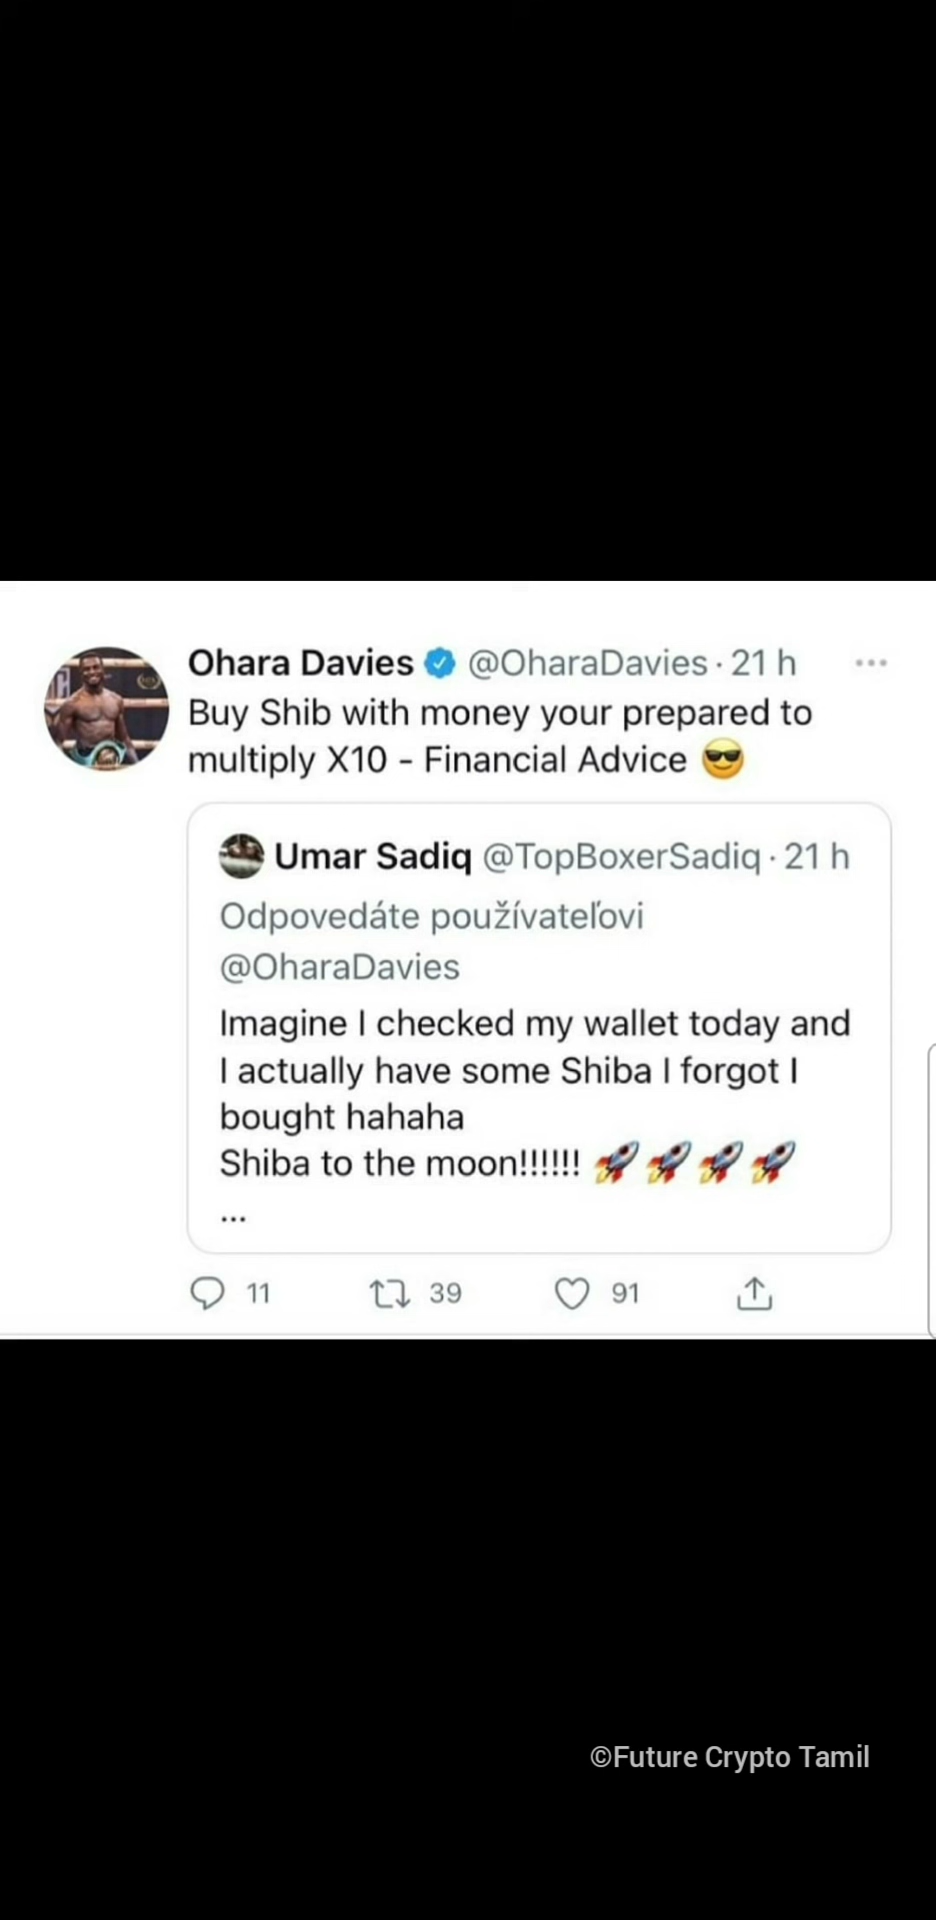 Ohara Davies @OharaDavies · 21 h
Buy Shib with money your prepared to
multiply X10 - Financial Advice 😎
Umar Sadiq @TopBoxerSadiq · 21 h
Odpovedáte používateľovi
@OharaDavies
Imagine I checked my wallet today and
I actually have some Shiba I forgot I
bought hahaha
Shiba to the moon!!!!!! 🚀🚀🚀🚀
...
11 39 91
©Future Crypto Tamil